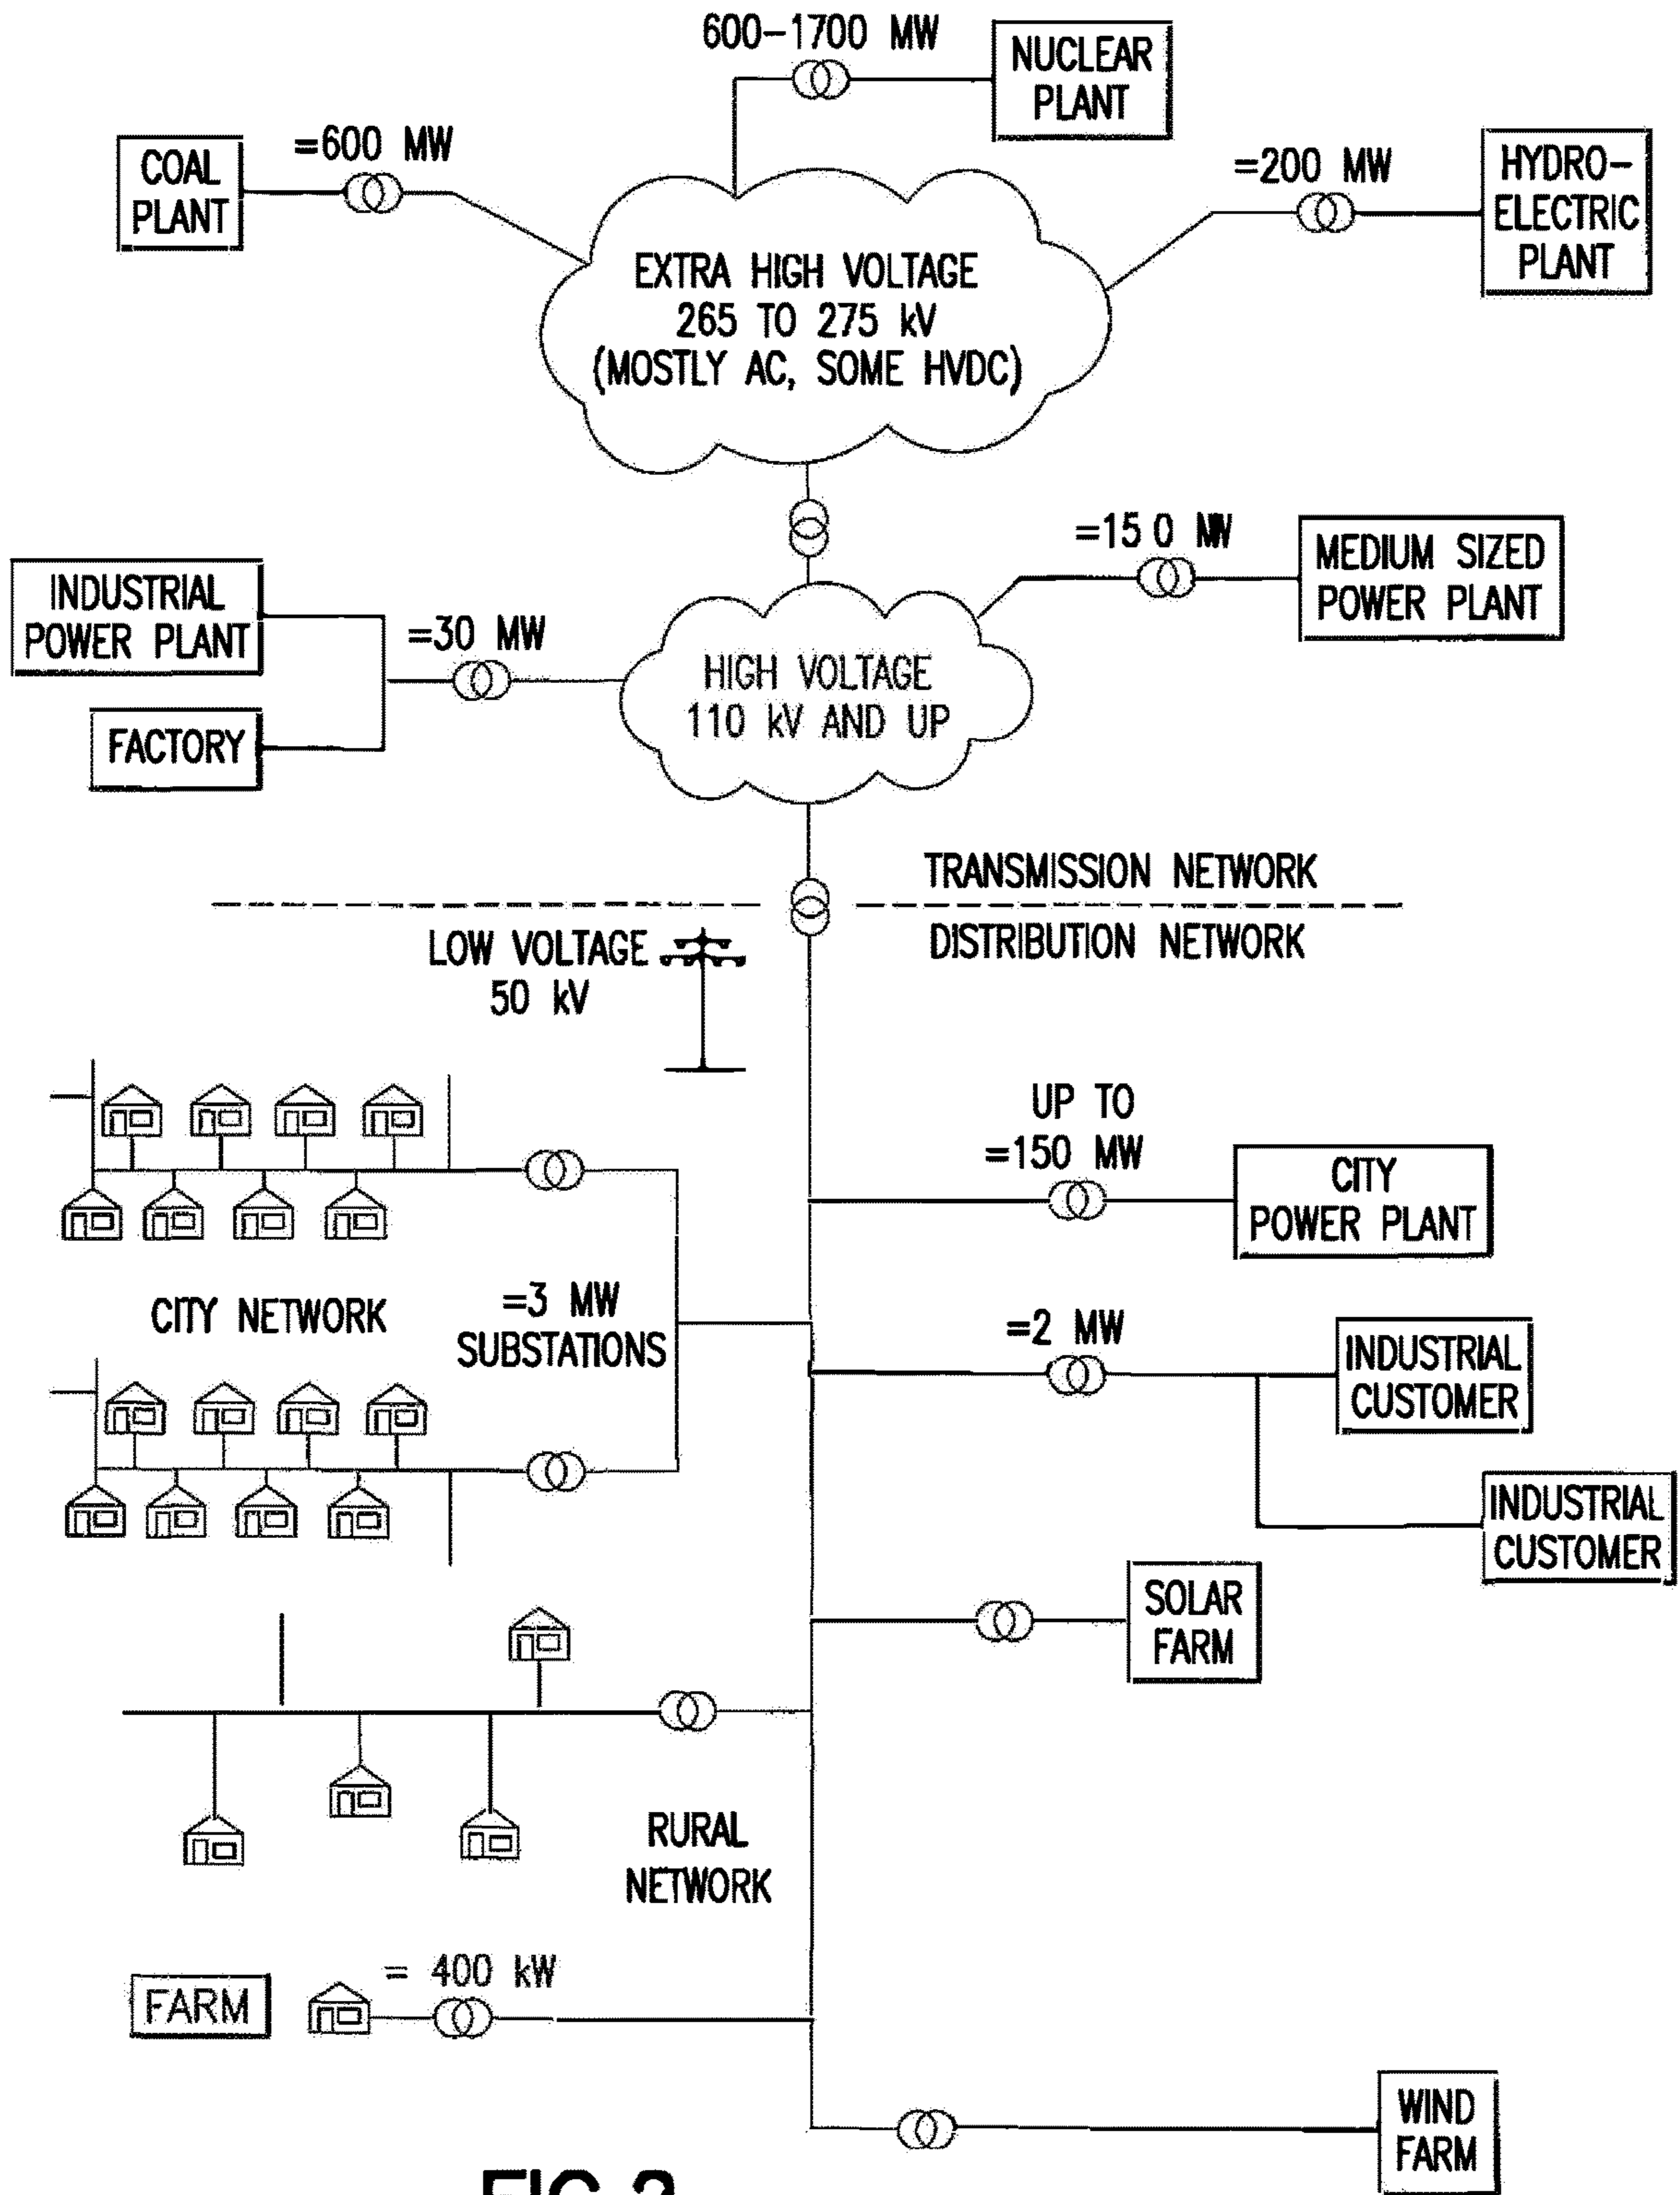 600-1700 MW
NUCLEAR
PLANT
COAL
PLANT
=600 MW
=200 MW
HYDRO-
ELECTRIC
PLANT
EXTRA HIGH VOLTAGE
265 TO 275 kV
(MOSTLY AC, SOME HVDC)
=15 0 MW
MEDIUM SIZED
POWER PLANT
INDUSTRIAL
POWER PLANT
=30 MW
FACTORY
HIGH VOLTAGE
110 kV AND UP
TRANSMISSION NETWORK
DISTRIBUTION NETWORK
LOW VOLTAGE
50 kV
UP TO
=150 MW
CITY
POWER PLANT
CITY NETWORK
=3 MW
SUBSTATIONS
=2 MW
INDUSTRIAL
CUSTOMER
INDUSTRIAL
CUSTOMER
SOLAR
FARM
RURAL
NETWORK
FARM
= 400 kW
WIND
FARM